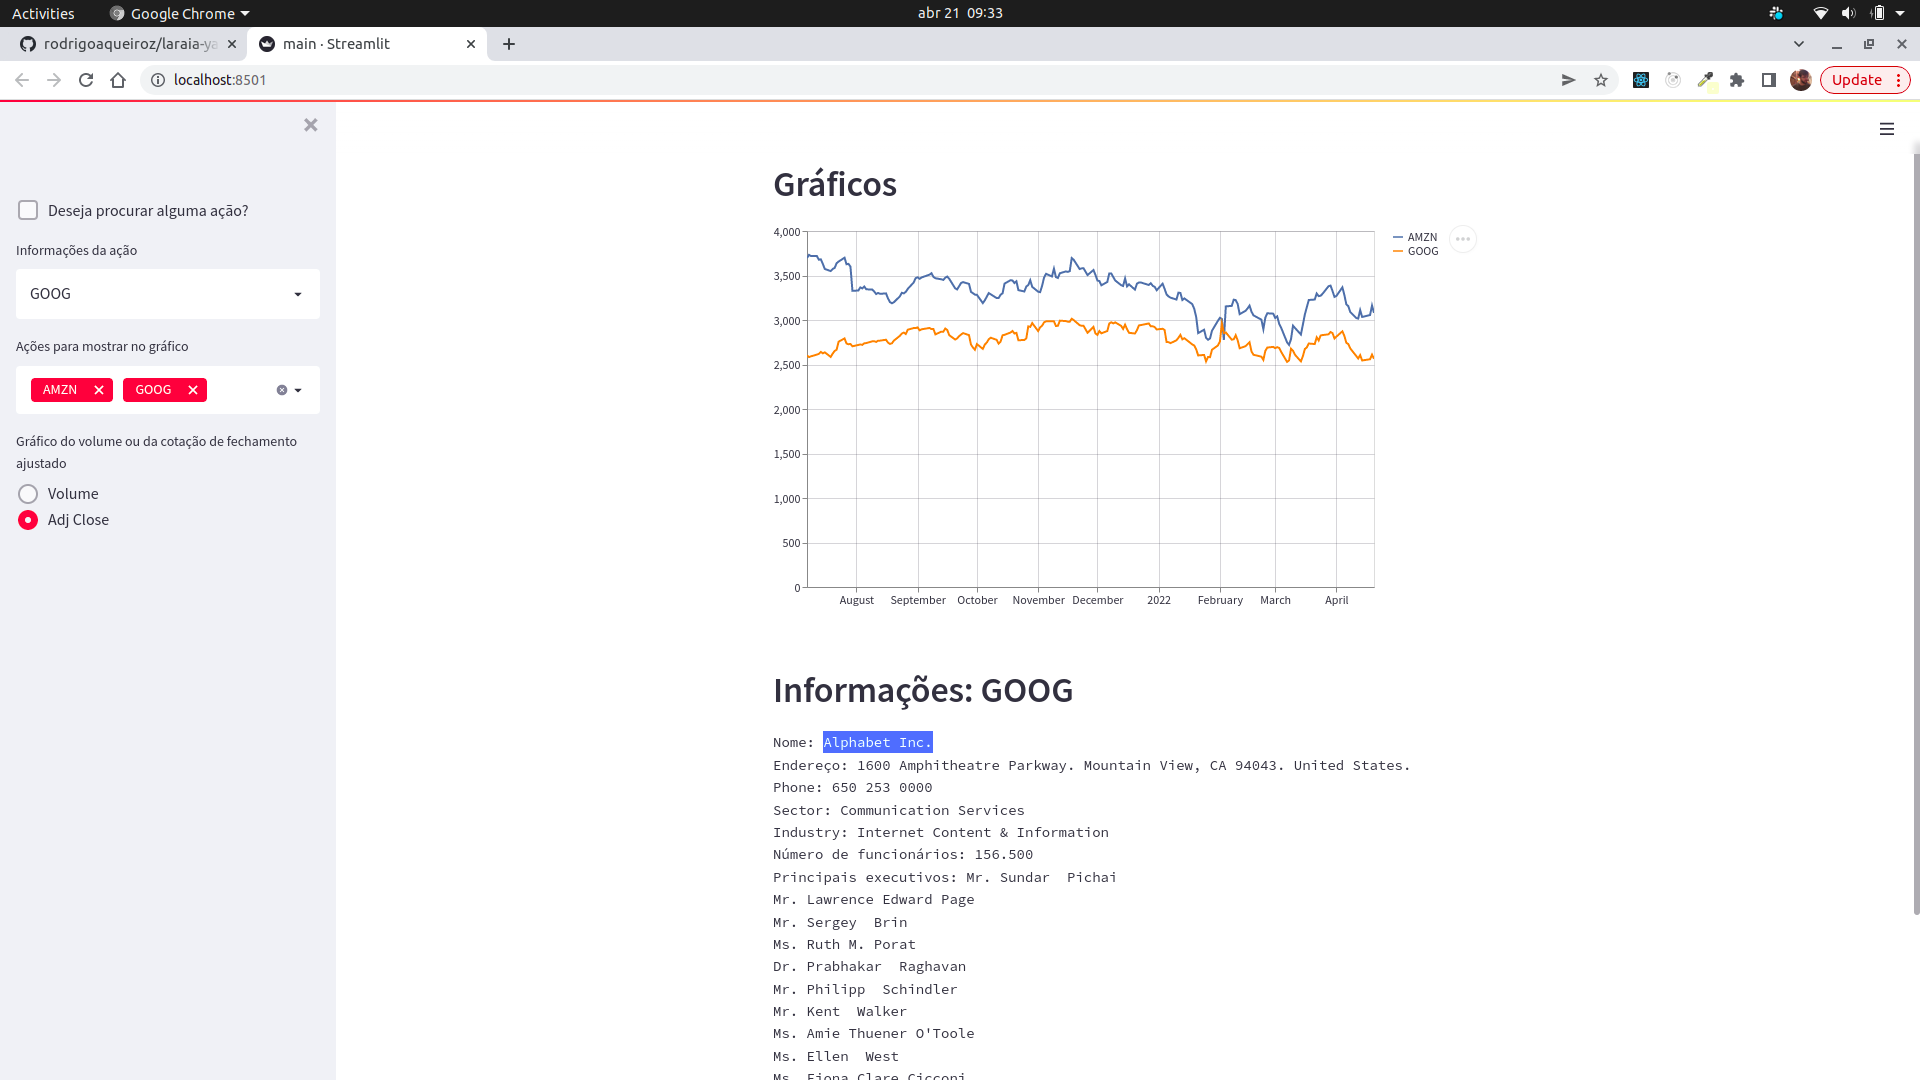 Activities
Google Chrome
abr 21 09:33
rodrigoaqueiroz/laraia-ya
main · Streamlit
localhost:8501
Update
Deseja procurar alguma ação?
Informações da ação
GOOG
Ações para mostrar no gráfico
AMZN GOOG
Gráfico do volume ou da cotação de fechamento
ajustado
Volume
Adj Close
Gráficos
4,000
3,500
3,000
2,500
2,000
1,500
1,000
500
0
August September October November December 2022 February March April
AMZN
GOOG
Informações: GOOG
Nome: Alphabet Inc.
Endereço: 1600 Amphitheatre Parkway. Mountain View, CA 94043. United States.
Phone: 650 253 0000
Sector: Communication Services
Industry: Internet Content & Information
Número de funcionários: 156.500
Principais executivos: Mr. Sundar  Pichai
Mr. Lawrence Edward Page
Mr. Sergey  Brin
Ms. Ruth M. Porat
Dr. Prabhakar  Raghavan
Mr. Philipp  Schindler
Mr. Kent  Walker
Ms. Amie Thuener O'Toole
Ms. Ellen  West
Ms. Fiona Clare Cicconi